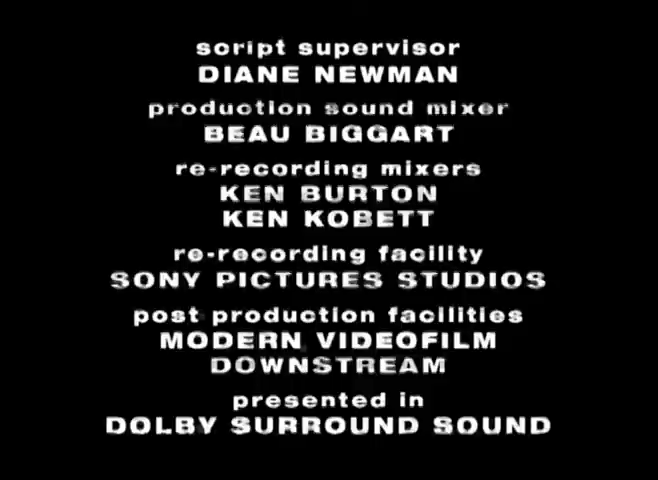 script supervisor
DIANE NEWMAN
production sound mixer
BEAU BIGGART
re-recording mixers
KEN BURTON
KEN KOBETT
re-recording facility
SONY PICTURES STUDIOS
post production facilities
MODERN VIDEOFILM
DOWNSTREAM
presented in
DOLBY SURROUND SOUND